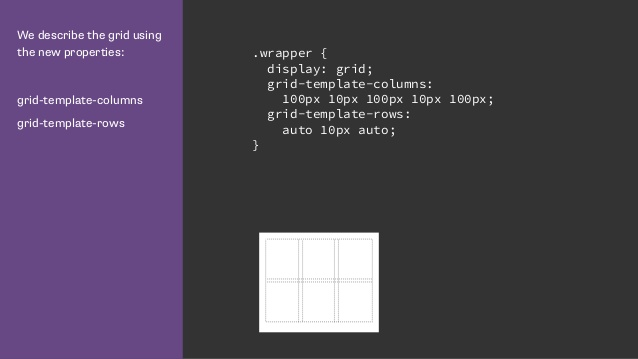 We describe the grid using
the new properties:
grid-template-columns
grid-template-rows
.wrapper {
  display: grid;
  grid-template-columns:
    100px 10px 100px 10px 100px;
  grid-template-rows:
    auto 10px auto;
}